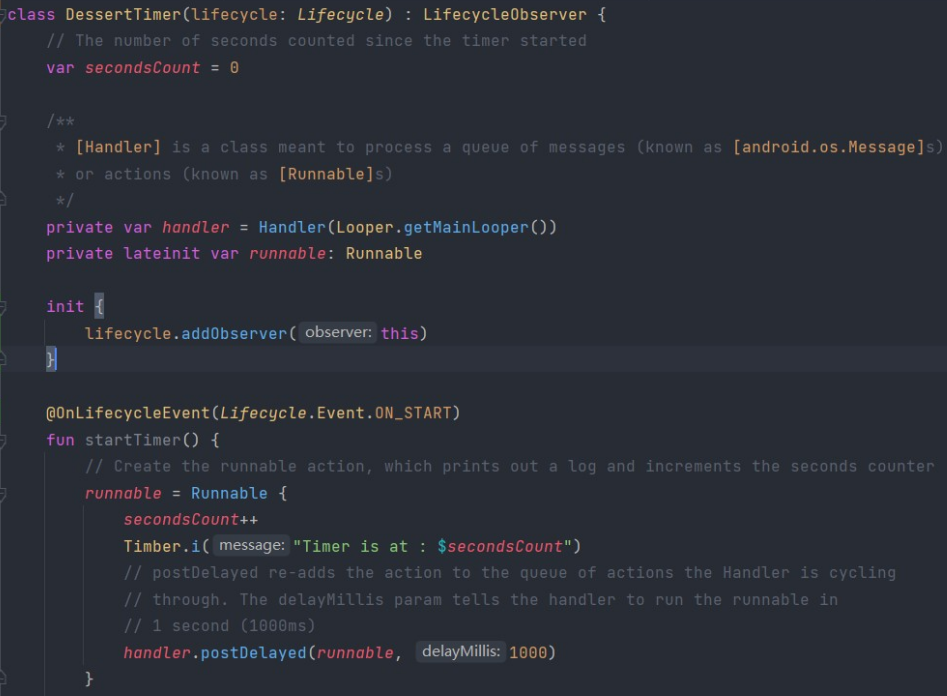 class DessertTimer(lifecycle: Lifecycle) : LifecycleObserver {
// The number of seconds counted since the timer started
var secondsCount = 0
/**
* [Handler] is a class meant to process a queue of messages (known as [android.os.Message]s)
* or actions (known as [Runnable]s)
*/
private var handler = Handler(Looper.getMainLooper())
private lateinit var runnable: Runnable
init {
lifecycle.addObserver( observer: this)
}
@OnLifecycleEvent(Lifecycle.Event.ON_START)
fun startTimer() {
// Create the runnable action, which prints out a log and increments the seconds counter
runnable = Runnable {
secondsCount++
Timber.i( message: "Timer is at : $secondsCount")
// postDelayed re-adds the action to the queue of actions the Handler is cycling
// through. The delayMillis param tells the handler to run the runnable in
// 1 second (1000ms)
handler.postDelayed(runnable, delayMillis: 1000)
}